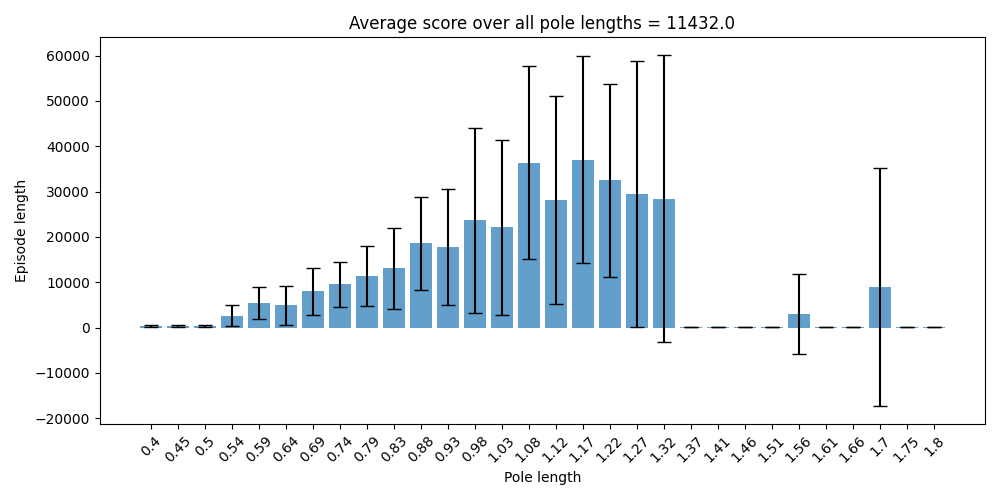 Average score over all pole lengths = 11432.0
60000
50000
40000
30000
20000
10000
0
−10000
−20000
Episode length
0.4 0.45 0.5 0.54 0.59 0.64 0.69 0.74 0.79 0.83 0.88 0.93 0.98 1.03 1.08 1.12 1.17 1.22 1.27 1.32 1.37 1.41 1.46 1.51 1.56 1.61 1.66 1.7 1.75 1.8
Pole length